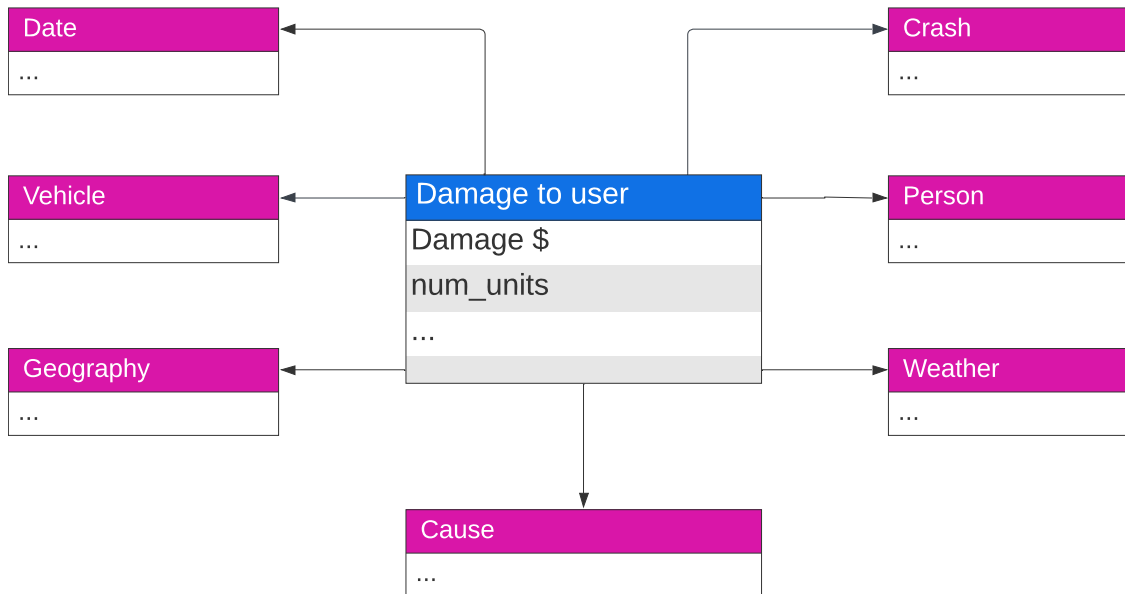 Date
...
Crash
...
Vehicle
...
Damage to user
Damage $
num_units
...
Person
...
Geography
...
Weather
...
Cause
...